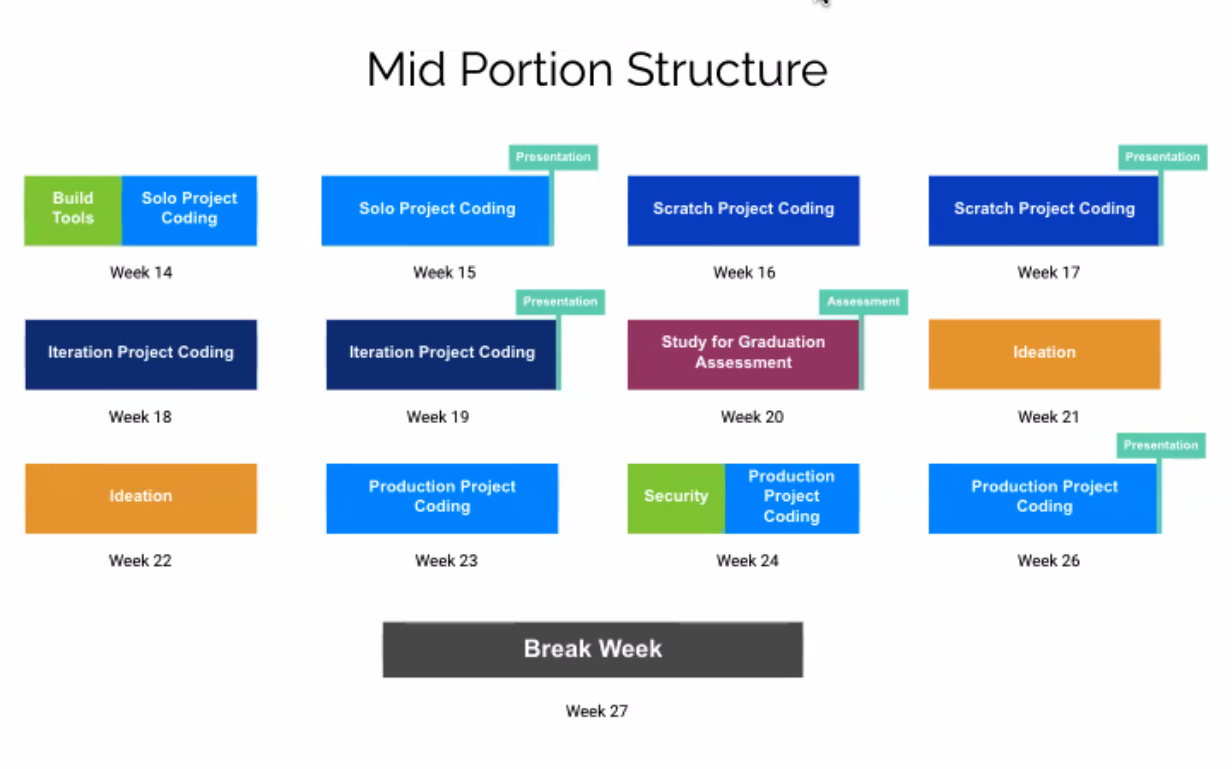 Mid Portion Structure
Presentation
Presentation
Build
Tools
Solo Project
Coding
Solo Project Coding
Scratch Project Coding
Scratch Project Coding
Week 14
Week 15
Week 16
Week 17
Presentation
Assessment
Iteration Project Coding
Iteration Project Coding
Study for Graduation
Assessment
Ideation
Week 18
Week 19
Week 20
Week 21
Presentation
Ideation
Production Project
Coding
Security
Production
Project
Coding
Production Project
Coding
Week 22
Week 23
Week 24
Week 26
Break Week
Week 27